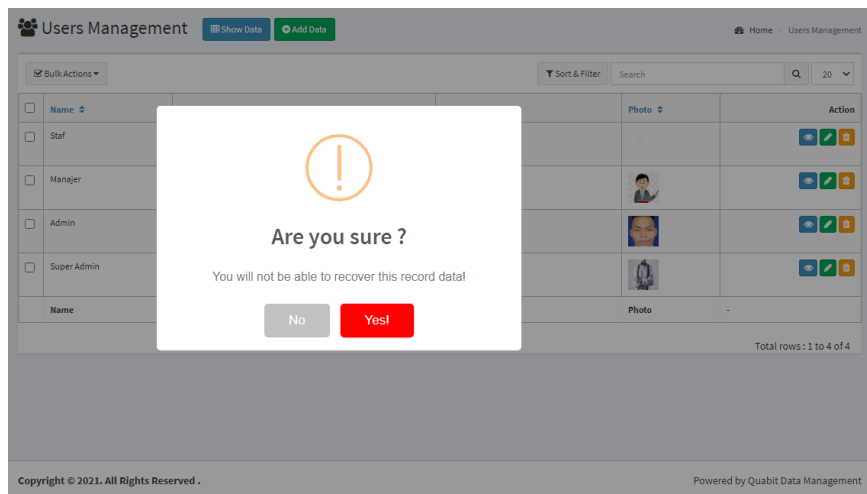 Users Management Show Data Add Data Home > Users Management
Bulk Actions Sort & Filter Search 20
Name Photo Action
Staf
Manajer
Admin
Super Admin
Are you sure ?
You will not be able to recover this record data!
No Yes!
Name Photo -
Total rows : 1 to 4 of 4
Copyright © 2021. All Rights Reserved . Powered by Quabit Data Management